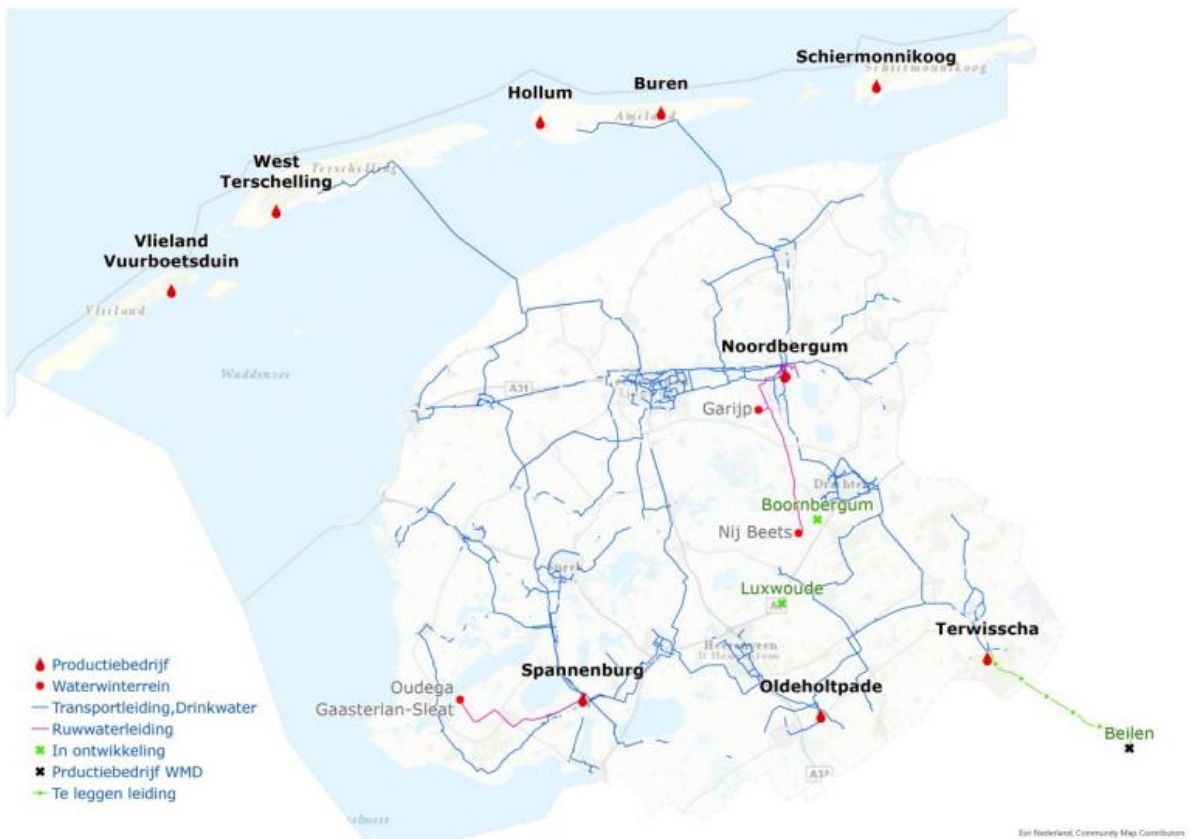 Schiermonnikoog
Schiermonnikoog
Buren
Hollum
Ameland
West
Terschelling
Terschelling
Vlieland
Vuurboetsduin
Vlieland
Waddenzee
Noordbergum
A31
Garijp
Drachten
Boornbergum
Nij Beets
Sneek
Luxwoude
Terwisscha
Heerenveen
Spannenburg
Oldeholtpade
Oudega
Gaasterlan-Sleat
Beilen
A32
Productiebedrijf
Waterwinterrein
Transportleiding,Drinkwater
Ruwwaterleiding
In ontwikkeling
Prductiebedrijf WMD
Te leggen leiding
Esri Nederland, Community Map Contributors